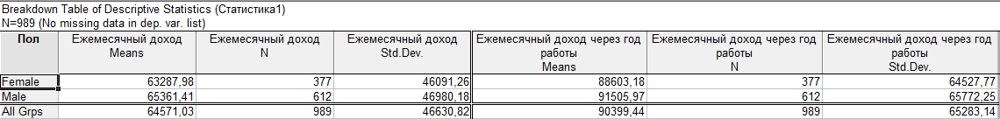 Breakdown Table of Descriptive Statistics (Статистика1)
N=989 (No missing data in dep. var. list)
Пол Ежемесячный доход Means Ежемесячный доход N Ежемесячный доход Std.Dev. Ежемесячный доход через год работы Means Ежемесячный доход через год работы N Ежемесячный доход через год работы Std.Dev.
Female 63287,98 377 46091,26 88603,18 377 64527,77
Male 65361,41 612 46980,18 91505,97 612 65772,25
All Grps 64571,03 989 46630,82 90399,44 989 65283,14